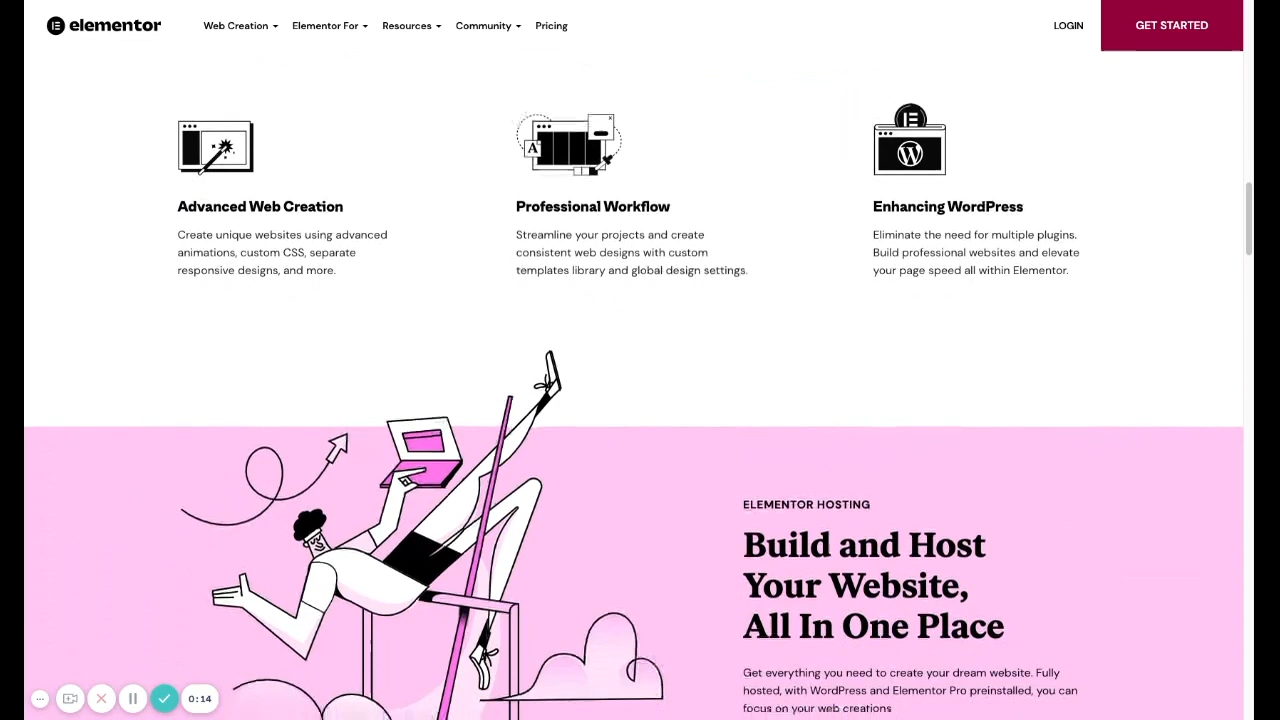 elementor
Web Creation
Elementor For
Resources
Community
Pricing
LOGIN
GET STARTED
A
Advanced Web Creation
Create unique websites using advanced
animations, custom CSS, separate
responsive designs, and more.
Professional Workflow
Streamline your projects and create
consistent web designs with custom
templates library and global design settings.
Enhancing WordPress
Eliminate the need for multiple plugins.
Build professional websites and elevate
your page speed all within Elementor.
ELEMENTOR HOSTING
Build and Host
Your Website,
All In One Place
Get everything you need to create your dream website. Fully
hosted, with WordPress and Elementor Pro preinstalled, you can
focus on your web creations
0:14